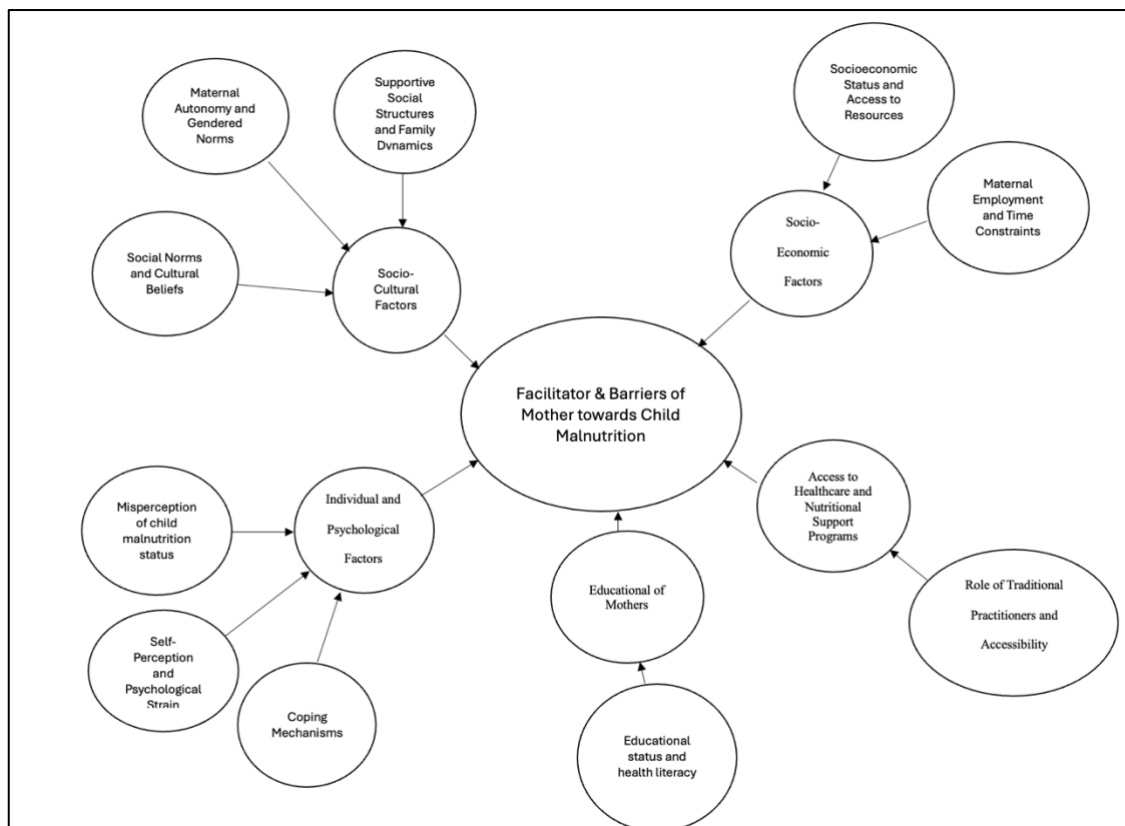 Maternal
Autonomy and
Gendered
Norms
Supportive
Social
Structures
and Family
Dynamics
Socioeconomic
Status and
Access to
Resources
Maternal
Employment
and Time
Constraints
Social Norms
and Cultural
Beliefs
Socio-
Cultural
Factors
Socio-
Economic
Factors
Facilitator & Barriers of
Mother towards Child
Malnutrition
Misperception
of child
malnutrition
status
Individual and
Psychological
Factors
Access to
Healthcare and
Nutritional
Support
Programs
Educational of
Mothers
Role of Traditional
Practitioners and
Accessibility
Self-
Perception
and
Psychological
Strain
Coping
Mechanisms
Educational
status and
health literacy